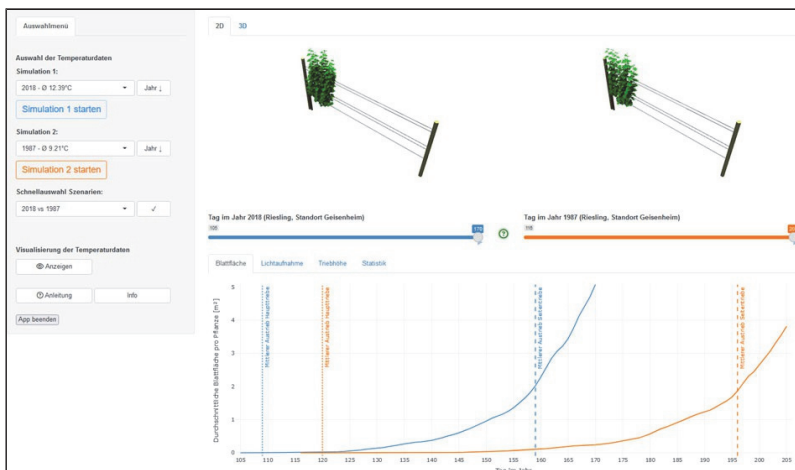 Auswahlmenü
Auswahl der Temperaturdaten
Simulation 1:
2018 - Ø 12.39°C
Jahr ↓
Simulation 1 starten
Simulation 2:
1987 - Ø 9.21°C
Jahr ↓
Simulation 2 starten
Schnellauswahl Szenarien:
2018 vs 1987
✓
Visualisierung der Temperaturdaten
Anzeigen
Anleitung
Info
App beenden
2D
3D
Tag im Jahr 2018 (Riesling, Standort Geisenheim)
170
Tag im Jahr 1987 (Riesling, Standort Geisenheim)
Blattfläche
Lichtaufnahme
Triebhöhe
Statistik
Durchschnittliche Blattfläche pro Pflanze [m²]
5
4
3
2
1
0
Mittlerer Austrieb Haupttriebe
Mittlerer Austrieb Haupttriebe
Mittlerer Austrieb Seitentriebe
Mittlerer Austrieb Seitentriebe
105 110 115 120 125 130 135 140 145 150 155 160 165 170 175 180 185 190 195 200 205
Tag im Jahr